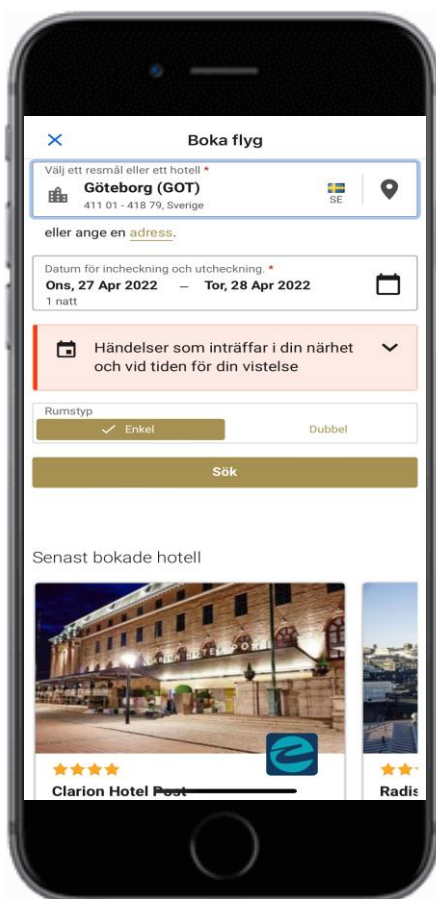 Boka flyg
Välj ett resmål eller ett hotell *
Göteborg (GOT)
411 01 - 418 79, Sverige
SE
eller ange en adress.
Datum för incheckning och utcheckning. *
Ons, 27 Apr 2022 – Tor, 28 Apr 2022
1 natt
Händelser som inträffar i din närhet
och vid tiden för din vistelse
Rumstyp
Enkel
Dubbel
Sök
Senast bokade hotell
CLARION HOTEL POST
Clarion Hotel Post
Radis